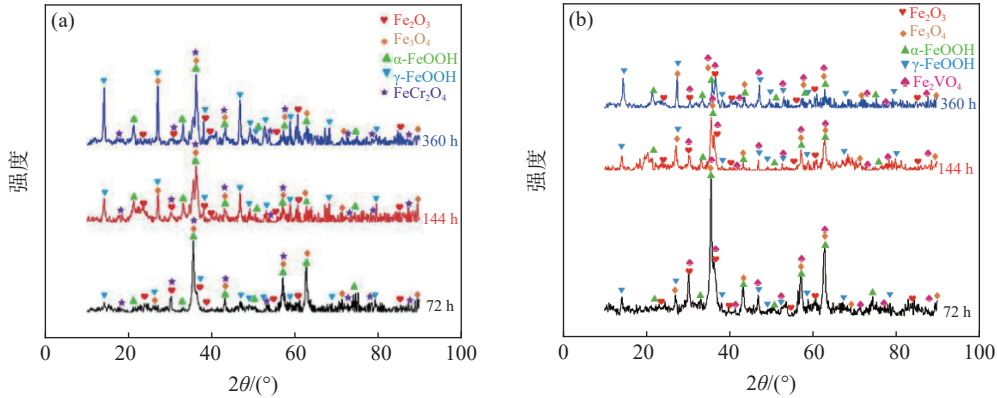 (a)
Fe₂O₃
Fe₃O₄
α-FeOOH
γ-FeOOH
FeCr₂O₄
360 h
144 h
72 h
强度
0 20 40 60 80 100
2θ/(°)
(b)
Fe₂O₃
Fe₃O₄
α-FeOOH
γ-FeOOH
Fe₂VO₄
360 h
144 h
72 h
强度
0 20 40 60 80 100
2θ/(°)